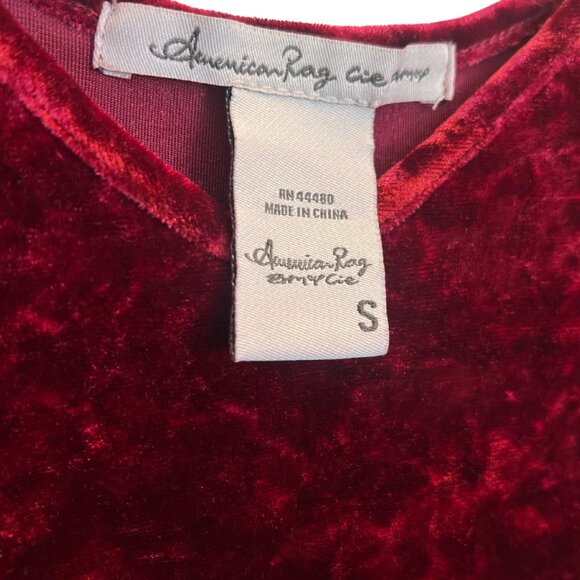 American Rag Cie
RN 44480
MADE IN CHINA
American Rag
Cie
S